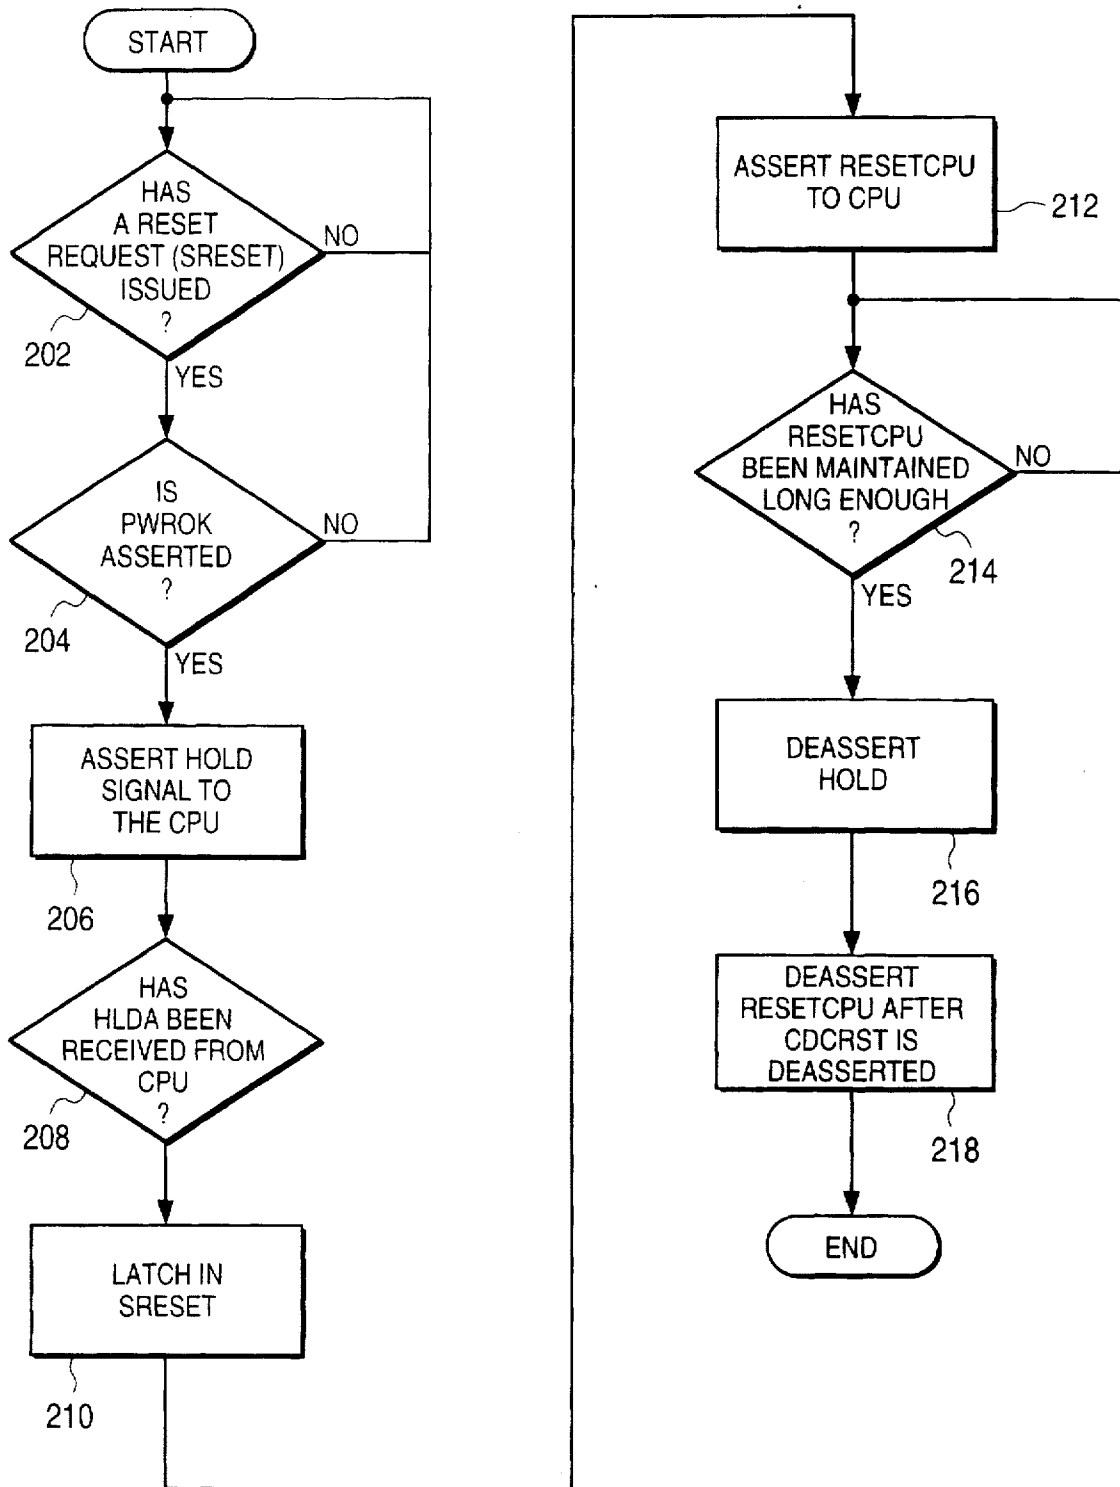 START
HAS
A RESET
REQUEST (SRESET)
ISSUED
?
NO
202
YES
IS
PWROK
ASSERTED
?
NO
204
YES
ASSERT HOLD
SIGNAL TO
THE CPU
206
HAS
HLDA BEEN
RECEIVED FROM
CPU
?
208
LATCH IN
SRESET
210
ASSERT RESETCPU
TO CPU
212
HAS
RESETCPU
BEEN MAINTAINED
LONG ENOUGH
?
NO
214
YES
DEASSERT
HOLD
216
DEASSERT
RESETCPU AFTER
CDCRST IS
DEASSERTED
218
END